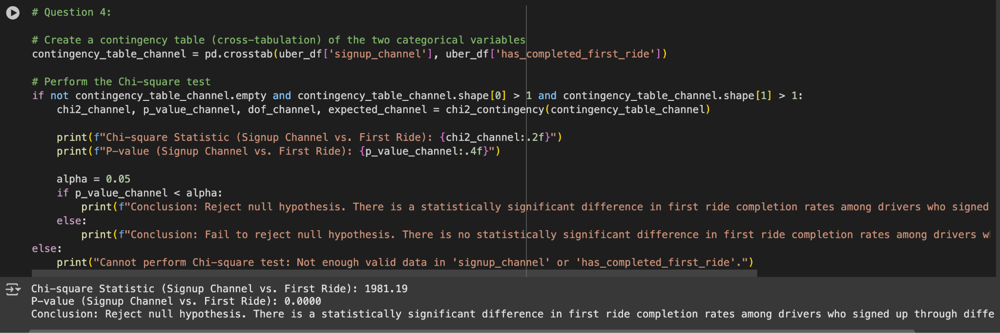 # Question 4:
# Create a contingency table (cross-tabulation) of the two categorical variables
contingency_table_channel = pd.crosstab(uber_df['signup_channel'], uber_df['has_completed_first_ride'])
# Perform the Chi-square test
if not contingency_table_channel.empty and contingency_table_channel.shape[0] > 1 and contingency_table_channel.shape[1] > 1:
    chi2_channel, p_value_channel, dof_channel, expected_channel = chi2_contingency(contingency_table_channel)
    print(f"Chi-square Statistic (Signup Channel vs. First Ride): {chi2_channel:.2f}")
    print(f"P-value (Signup Channel vs. First Ride): {p_value_channel:.4f}")
    alpha = 0.05
    if p_value_channel < alpha:
        print(f"Conclusion: Reject null hypothesis. There is a statistically significant difference in first ride completion rates among drivers who signed
    else:
        print(f"Conclusion: Fail to reject null hypothesis. There is no statistically significant difference in first ride completion rates among drivers
else:
    print("Cannot perform Chi-square test: Not enough valid data in 'signup_channel' or 'has_completed_first_ride'.")
Chi-square Statistic (Signup Channel vs. First Ride): 1981.19
P-value (Signup Channel vs. First Ride): 0.0000
Conclusion: Reject null hypothesis. There is a statistically significant difference in first ride completion rates among drivers who signed up through diffe